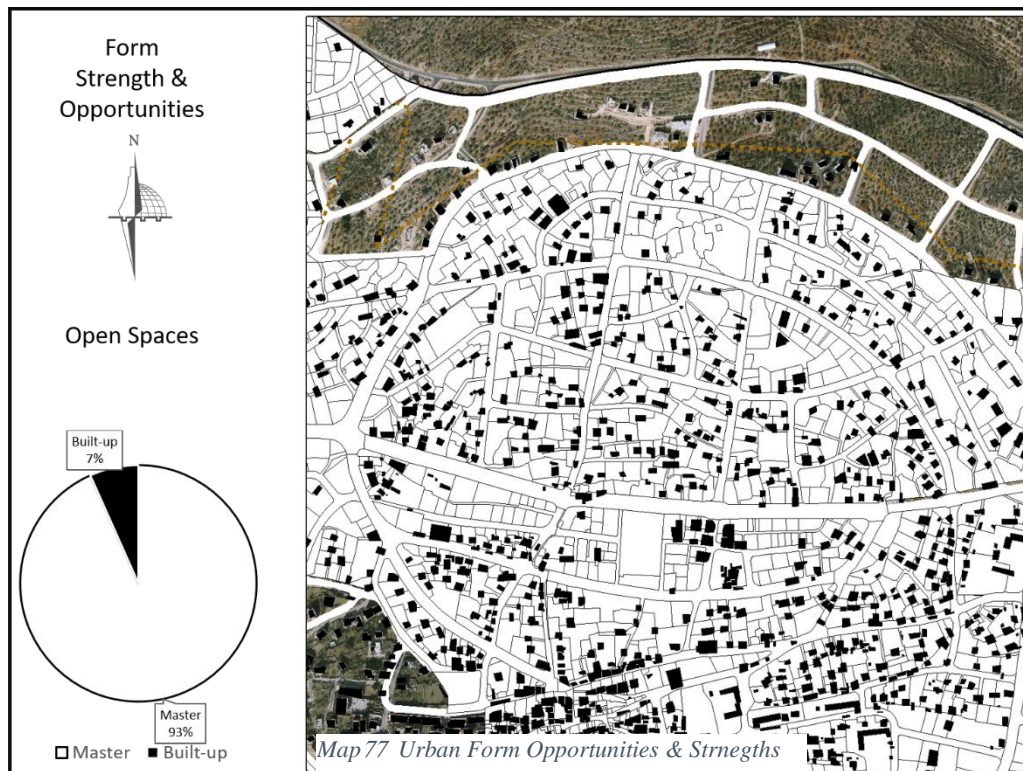 Form
Strength &
Opportunities
N
Open Spaces
Built-up
7%
Master
93%
Master Built-up
Map 77 Urban Form Opportunities & Strnegths